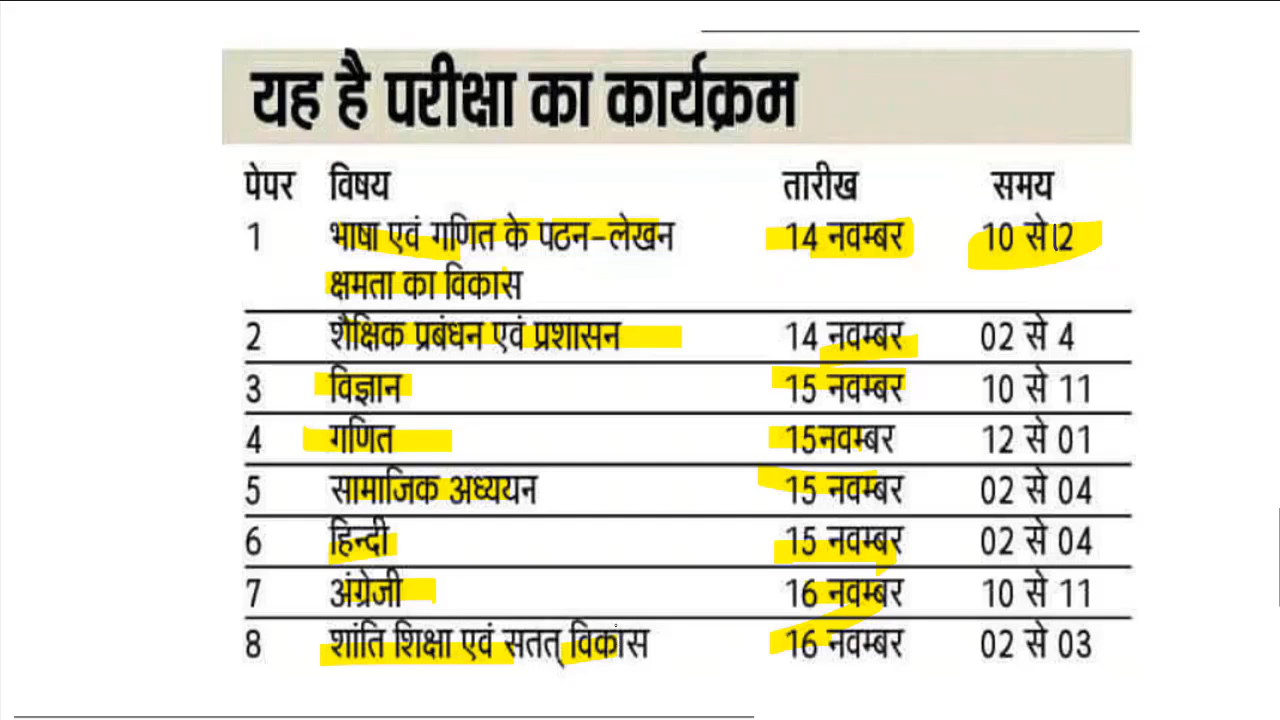 यह है परीक्षा का कार्यक्रम
पेपर विषय तारीख समय
1 भाषा एवं गणित के पठन-लेखन 14 नवम्बर 10 से12
क्षमता का विकास
2 शैक्षिक प्रबंधन एवं प्रशासन 14 नवम्बर 02 से 4
3 विज्ञान 15 नवम्बर 10 से 11
4 गणित 15नवम्बर 12 से 01
5 सामाजिक अध्ययन 15 नवम्बर 02 से 04
6 हिन्दी 15 नवम्बर 02 से 04
7 अंग्रेजी 16 नवम्बर 10 से 11
8 शांति शिक्षा एवं सतत् विकास 16 नवम्बर 02 से 03